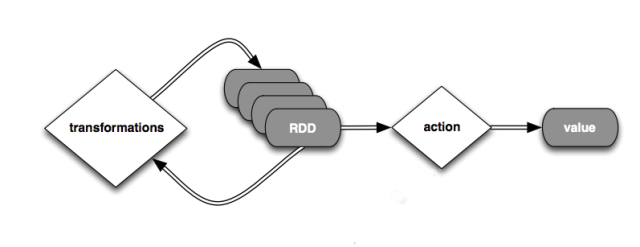 transformations
RDD
action
value